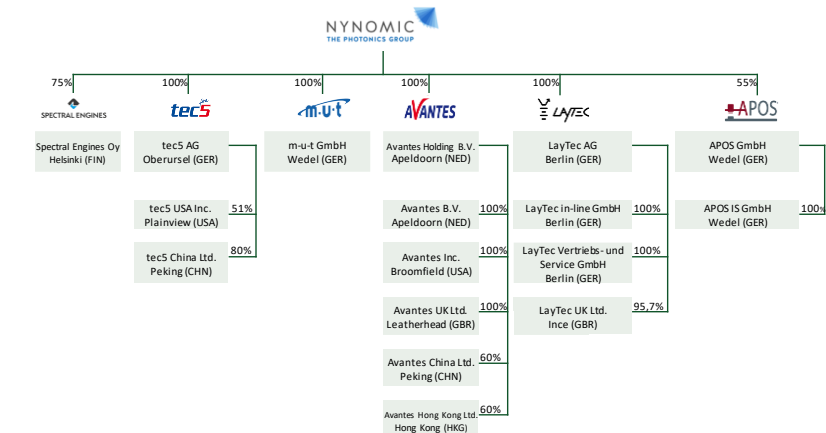 NYNOMIC
THE PHOTONICS GROUP
75%
100%
100%
100%
100%
55%
SPECTRAL ENGINES
tec5
m·u·t
AVANTES
LAYTEC
APOS
Spectral Engines Oy
Helsinki (FIN)
tec5 AG
Oberursel (GER)
m-u-t GmbH
Wedel (GER)
Avantes Holding B.V.
Apeldoorn (NED)
LayTec AG
Berlin (GER)
APOS GmbH
Wedel (GER)
tec5 USA Inc.
Plainview (USA)
51%
Avantes B.V.
Apeldoorn (NED)
100%
LayTec in-line GmbH
Berlin (GER)
100%
APOS IS GmbH
Wedel (GER)
100%
tec5 China Ltd.
Peking (CHN)
80%
Avantes Inc.
Broomfield (USA)
100%
LayTec Vertriebs- und
Service GmbH
Berlin (GER)
100%
Avantes UK Ltd.
Leatherhead (GBR)
100%
LayTec UK Ltd.
Ince (GBR)
95,7%
Avantes China Ltd.
Peking (CHN)
60%
Avantes Hong Kong Ltd.
Hong Kong (HKG)
60%